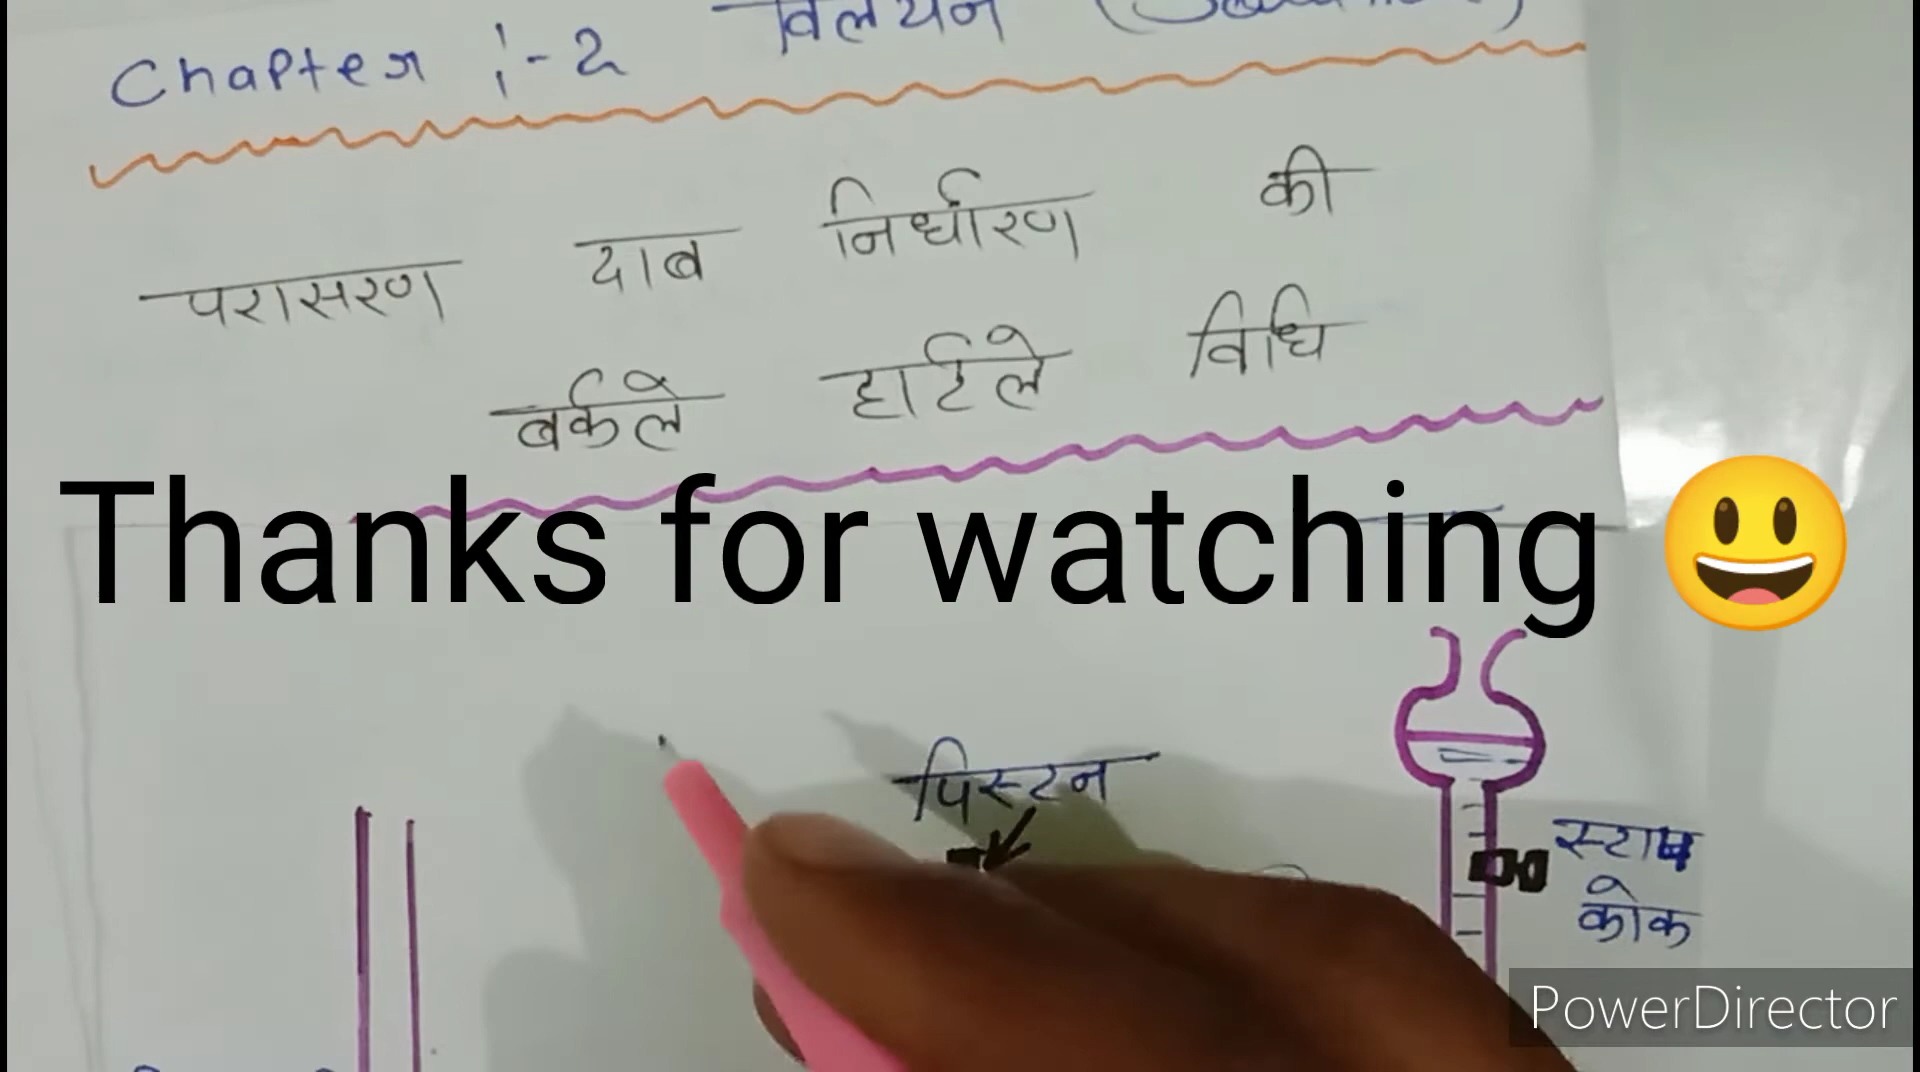 Chapter :- 2 विलयन
परासरण दाब निर्धारण की
बर्कले हार्टले विधि
Thanks for watching 😃
पिस्टन
स्टाप
कोक
PowerDirector